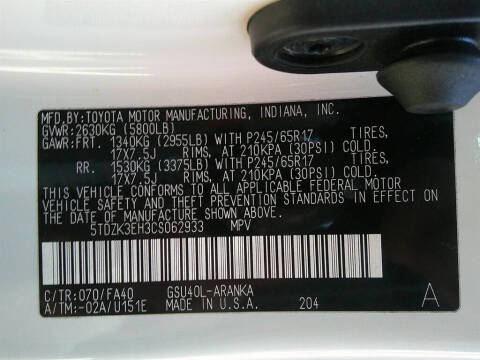 MFD.BY:TOYOTA MOTOR MANUFACTURING, INDIANA, INC.
GVWR:2630KG (5800LB)
GAWR:FRT. 1340KG (2955LB) WITH P245/65R17 TIRES,
17X7.5J RIMS, AT 210KPA (30PSI) COLD.
RR. 1530KG (3375LB) WITH P245/65R17 TIRES,
17X7.5J RIMS, AT 210KPA (30PSI) COLD.
THIS VEHICLE CONFORMS TO ALL APPLICABLE FEDERAL MOTOR
VEHICLE SAFETY AND THEFT PREVENTION STANDARDS IN EFFECT ON
THE DATE OF MANUFACTURE SHOWN ABOVE.
5TDZK3EH3CS062933 MPV
C/TR:070/FA40 GSU40L-ARANKA
A/TM:-02A/U151E MADE IN U.S.A. 204 A